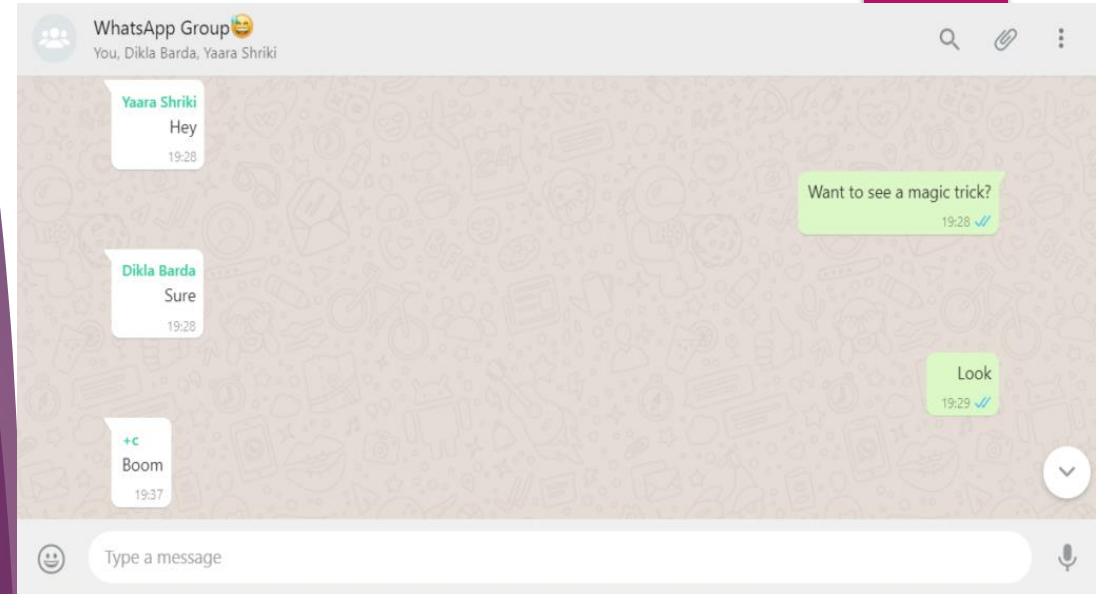 WhatsApp Group😅
You, Dikla Barda, Yaara Shriki
Yaara Shriki
Hey
19:28
Want to see a magic trick?
19:28
Dikla Barda
Sure
19:28
Look
19:29
+c
Boom
19:37
Type a message